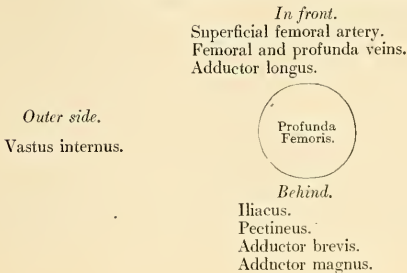 In front.
Superficial femoral artery.
Femoral and profunda veins.
Adductor longus.
Outer side.
Vastus internus.
Profunda
Femoris.
Behind.
Iliacus.
Pectineus.
Adductor brevis.
Adductor magnus.